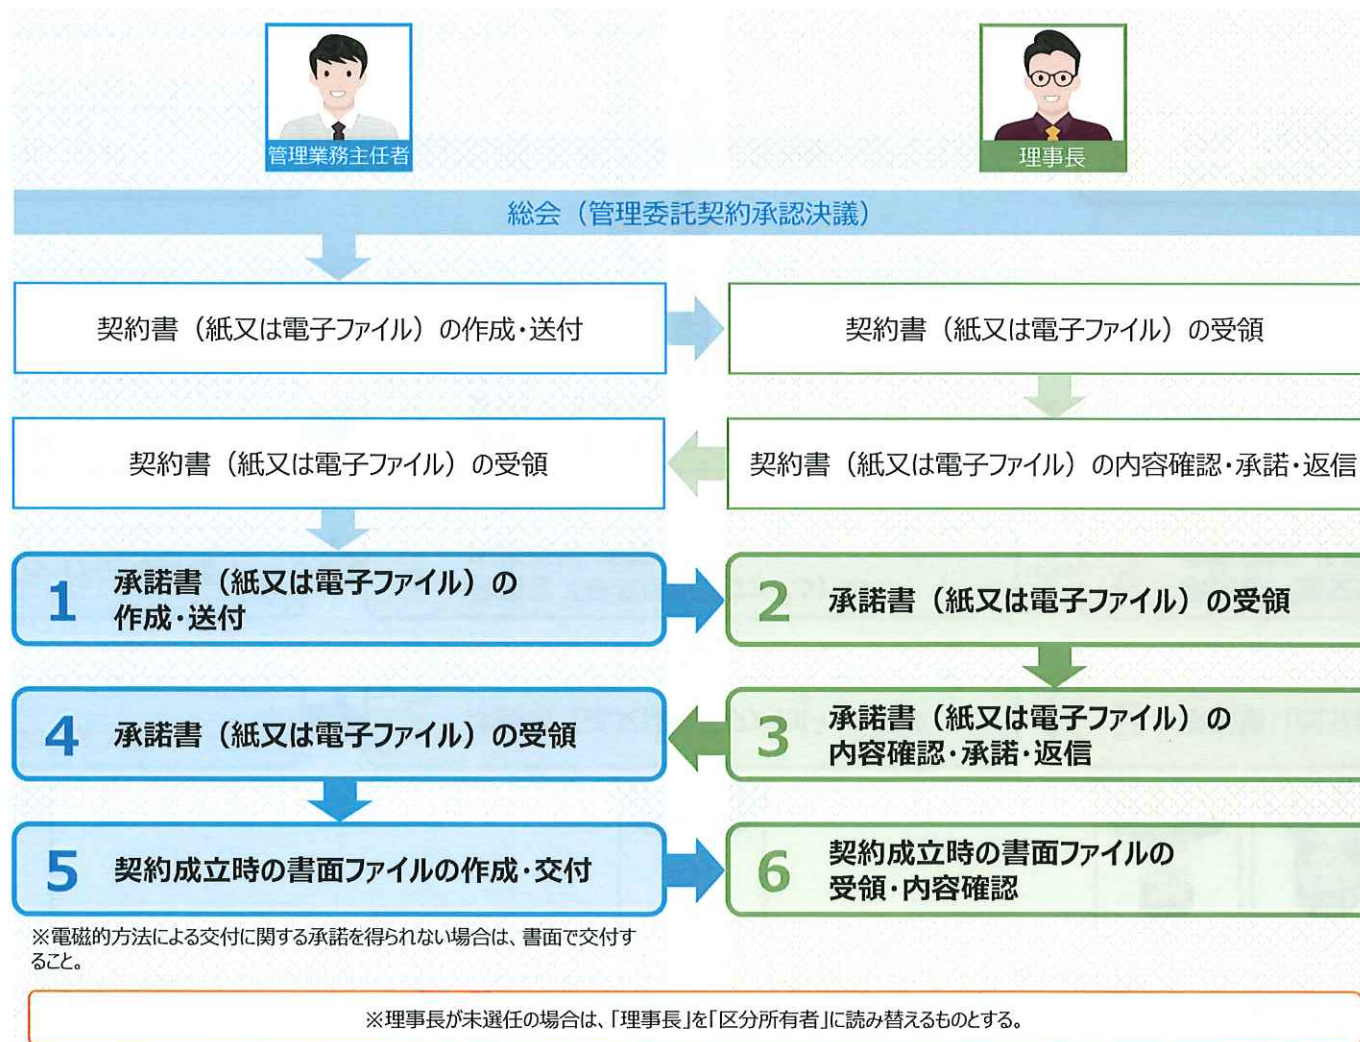 管理業務主任者
理事長
総会（管理委託契約承認決議）
契約書（紙又は電子ファイル）の作成・送付
契約書（紙又は電子ファイル）の受領
契約書（紙又は電子ファイル）の受領
契約書（紙又は電子ファイル）の内容確認・承諾・返信
1
承諾書（紙又は電子ファイル）の
作成・送付
2
承諾書（紙又は電子ファイル）の受領
4
承諾書（紙又は電子ファイル）の受領
3
承諾書（紙又は電子ファイル）の
内容確認・承諾・返信
5
契約成立時の書面ファイルの作成・交付
6
契約成立時の書面ファイルの
受領・内容確認
※電磁的方法による交付に関する承諾を得られない場合は、書面で交付す
ること。
※理事長が未選任の場合は、「理事長」を「区分所有者」に読み替えるものとする。